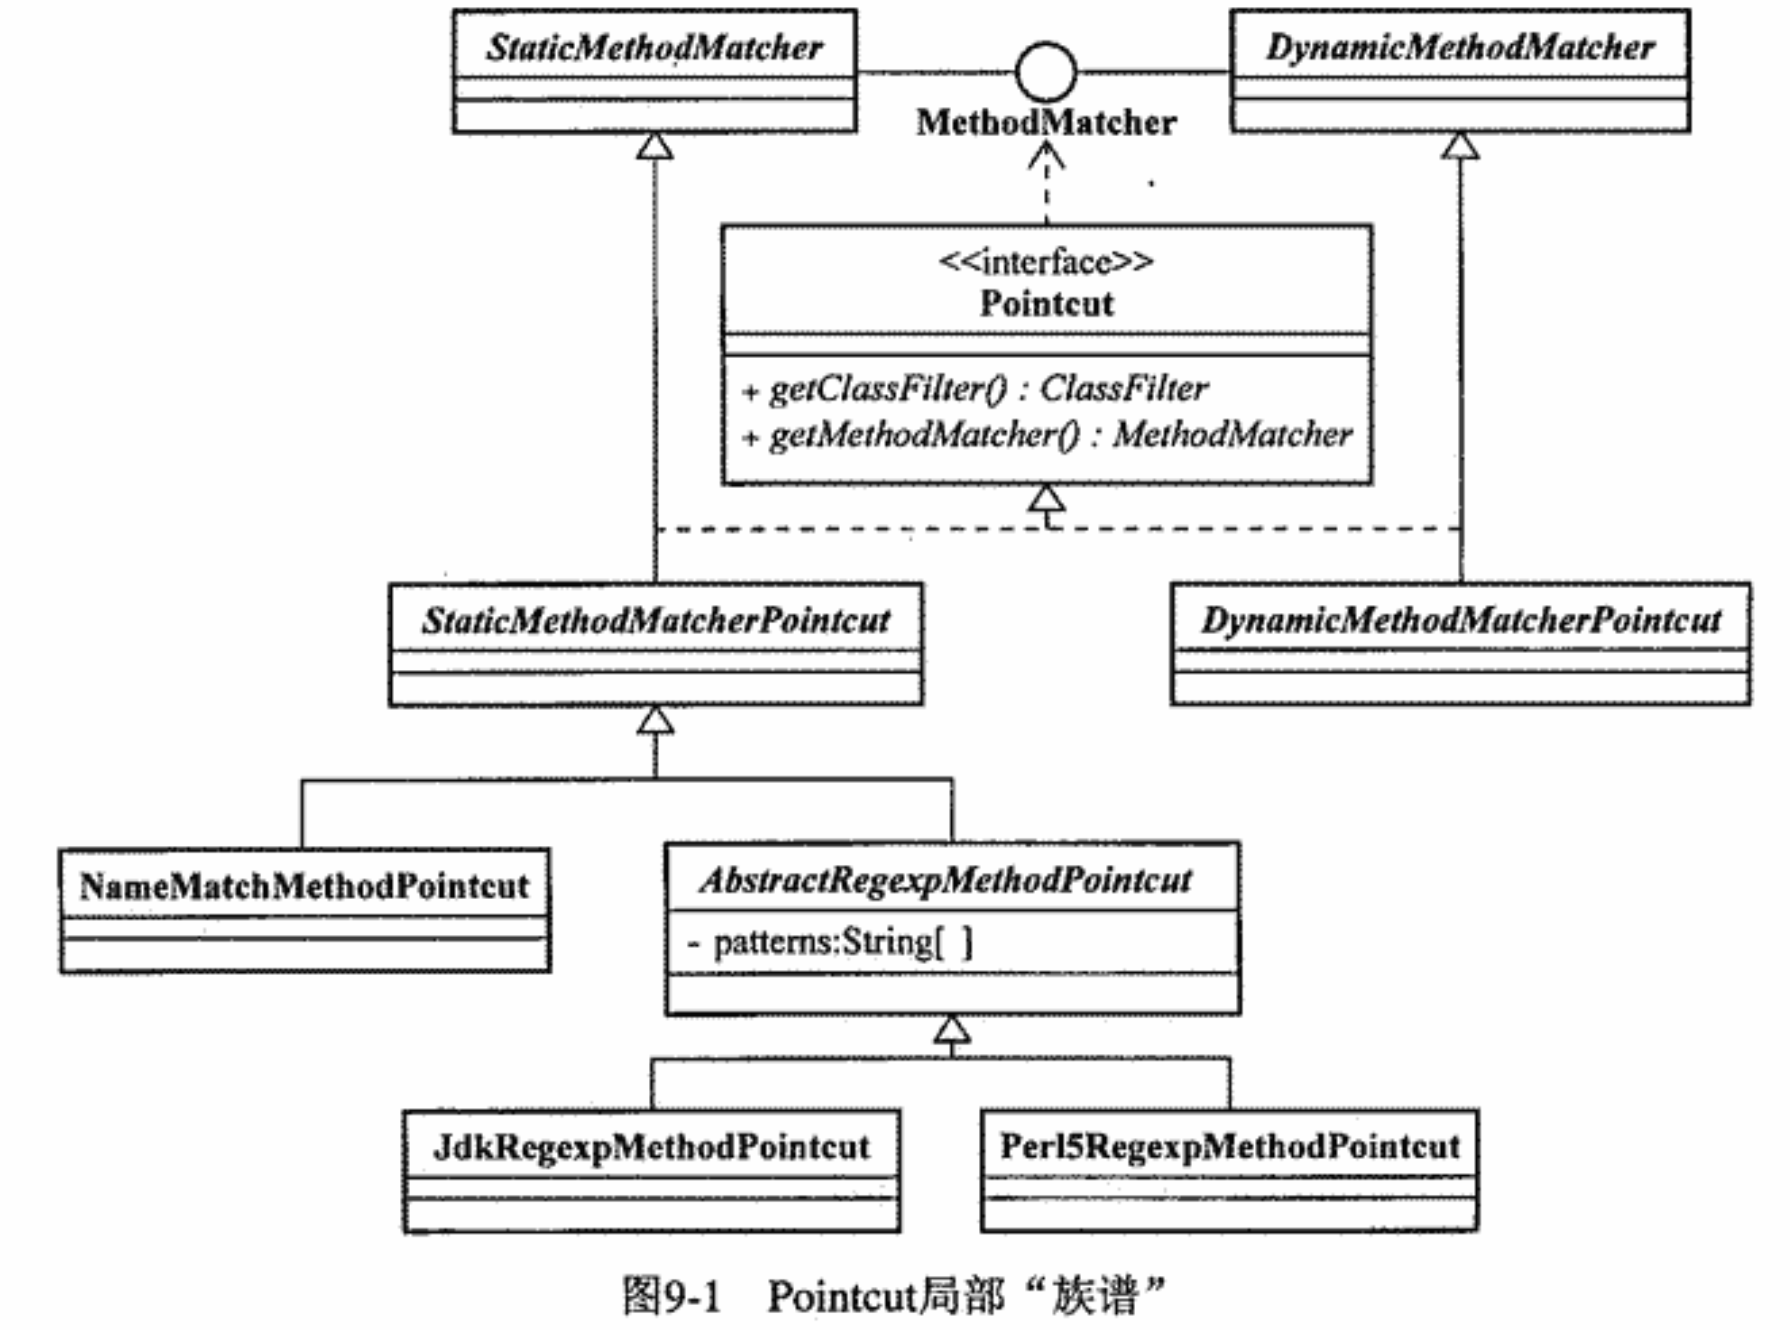 StaticMethodMatcher
DynamicMethodMatcher
MethodMatcher
<<interface>>
Pointcut
+ getClassFilter() : ClassFilter
+ getMethodMatcher() : MethodMatcher
StaticMethodMatcherPointcut
DynamicMethodMatcherPointcut
NameMatchMethodPointcut
AbstractRegexpMethodPointcut
- patterns:String[ ]
JdkRegexpMethodPointcut
Perl5RegexpMethodPointcut
图9-1 Pointcut局部“族谱”